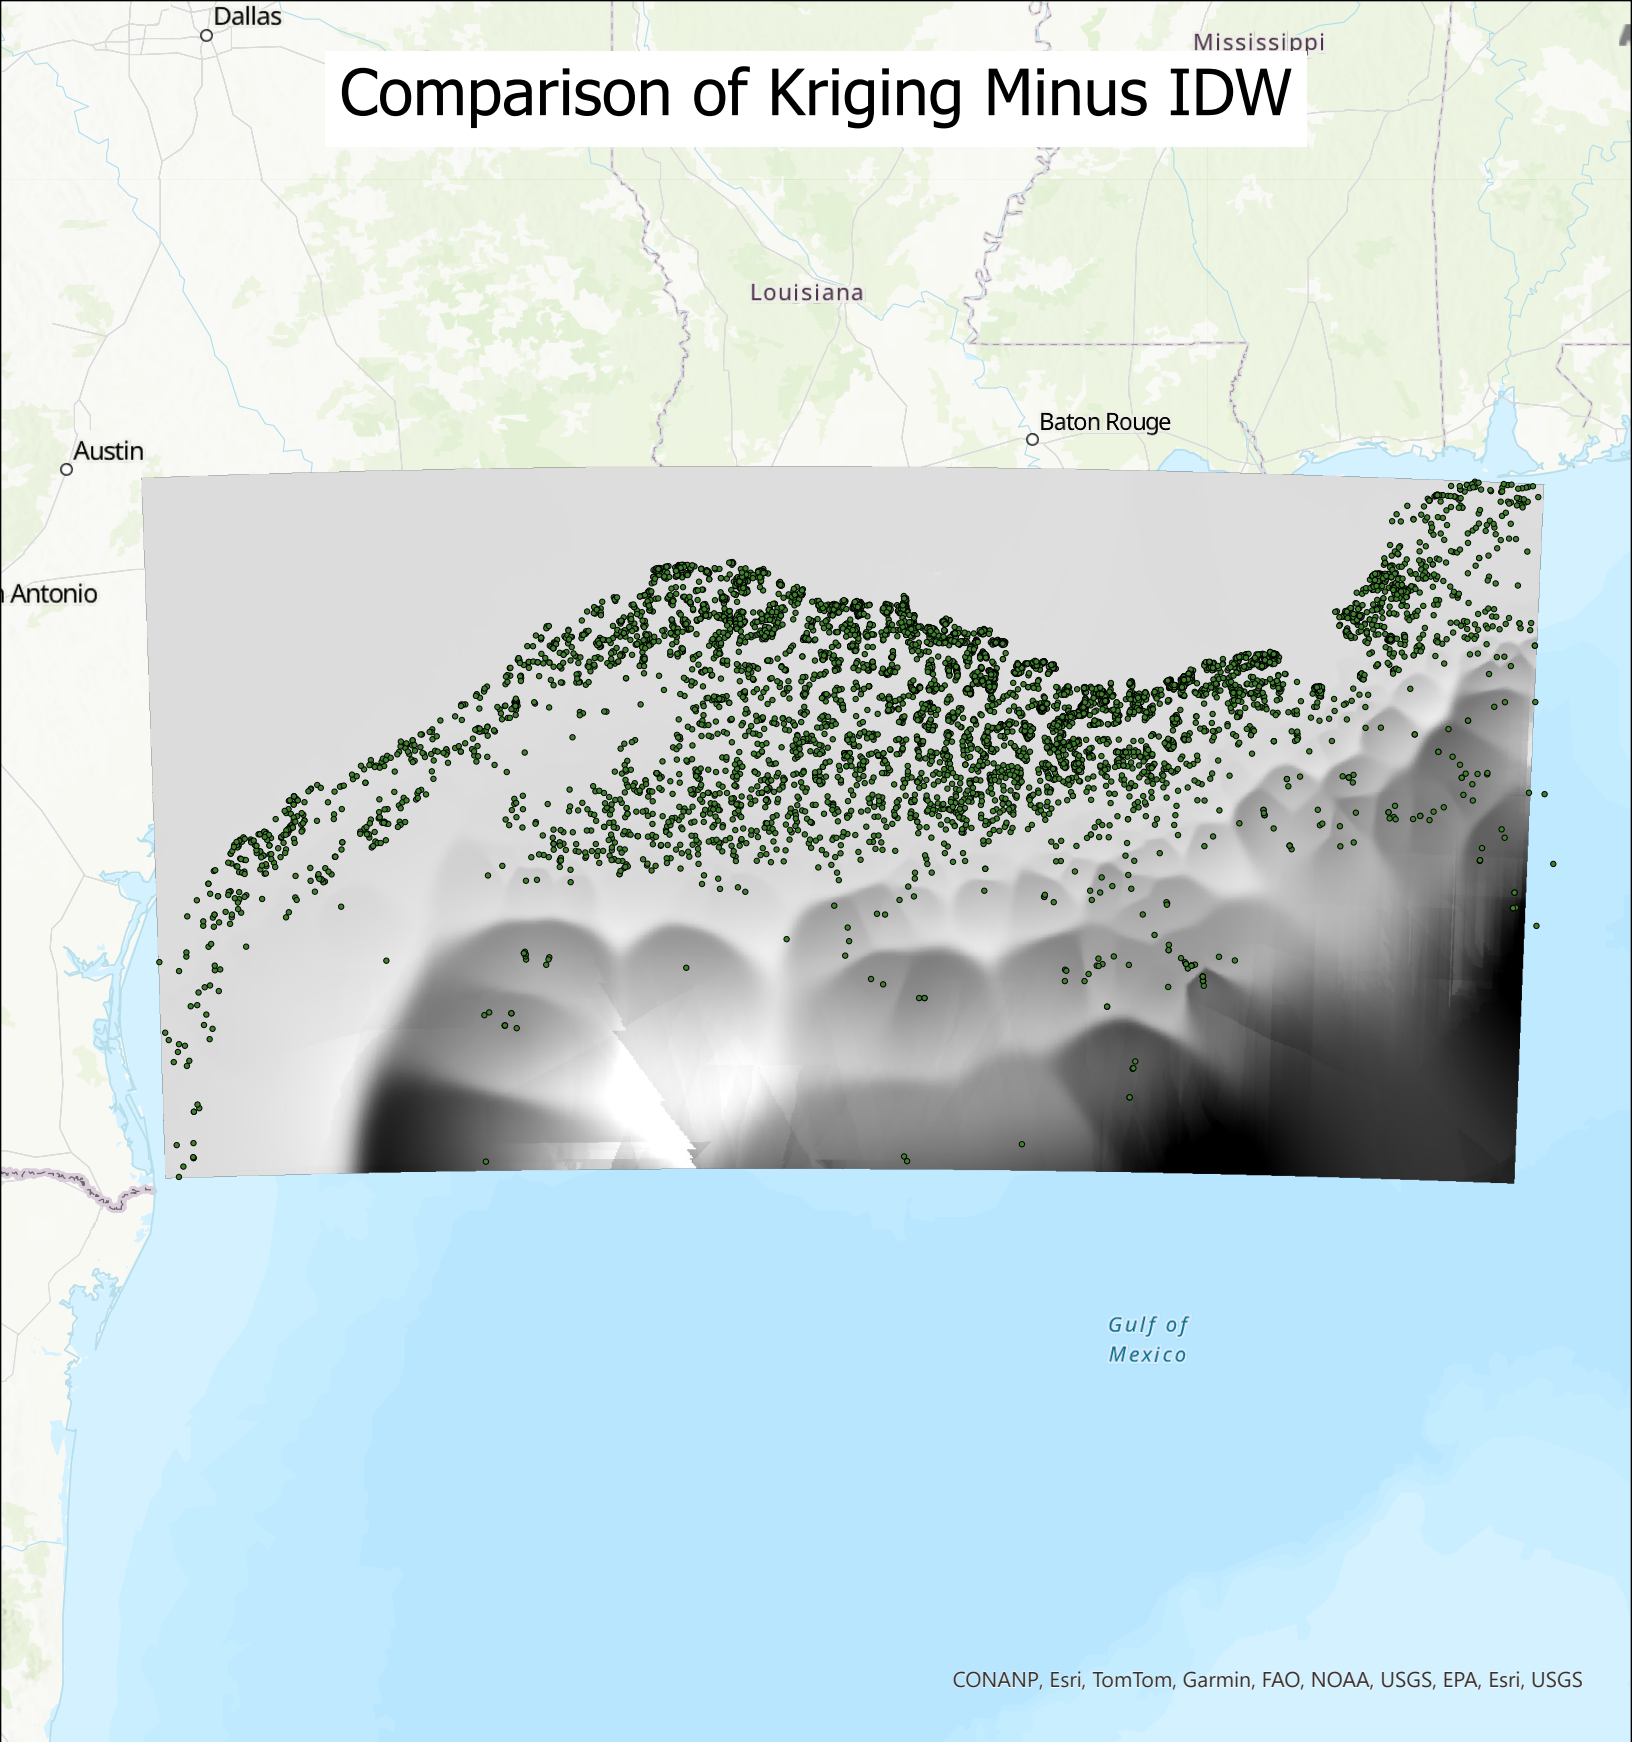 Dallas
Mississippi
Comparison of Kriging Minus IDW
Louisiana
Baton Rouge
Austin
Antonio
Gulf of
Mexico
CONANP, Esri, TomTom, Garmin, FAO, NOAA, USGS, EPA, Esri, USGS